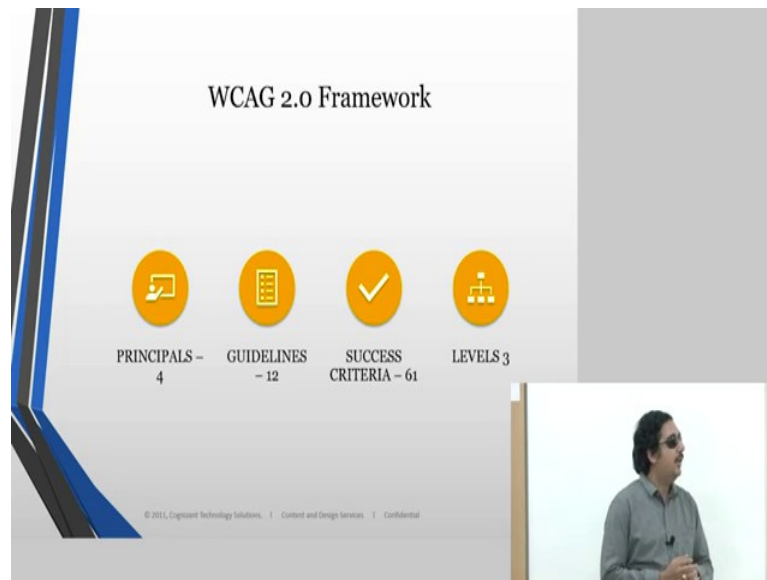 WCAG 2.0 Framework
PRINCIPALS –
4
GUIDELINES
– 12
SUCCESS
CRITERIA – 61
LEVELS 3
© 2011, Cognizant Technology Solutions. | Content and Design Services | Confidential